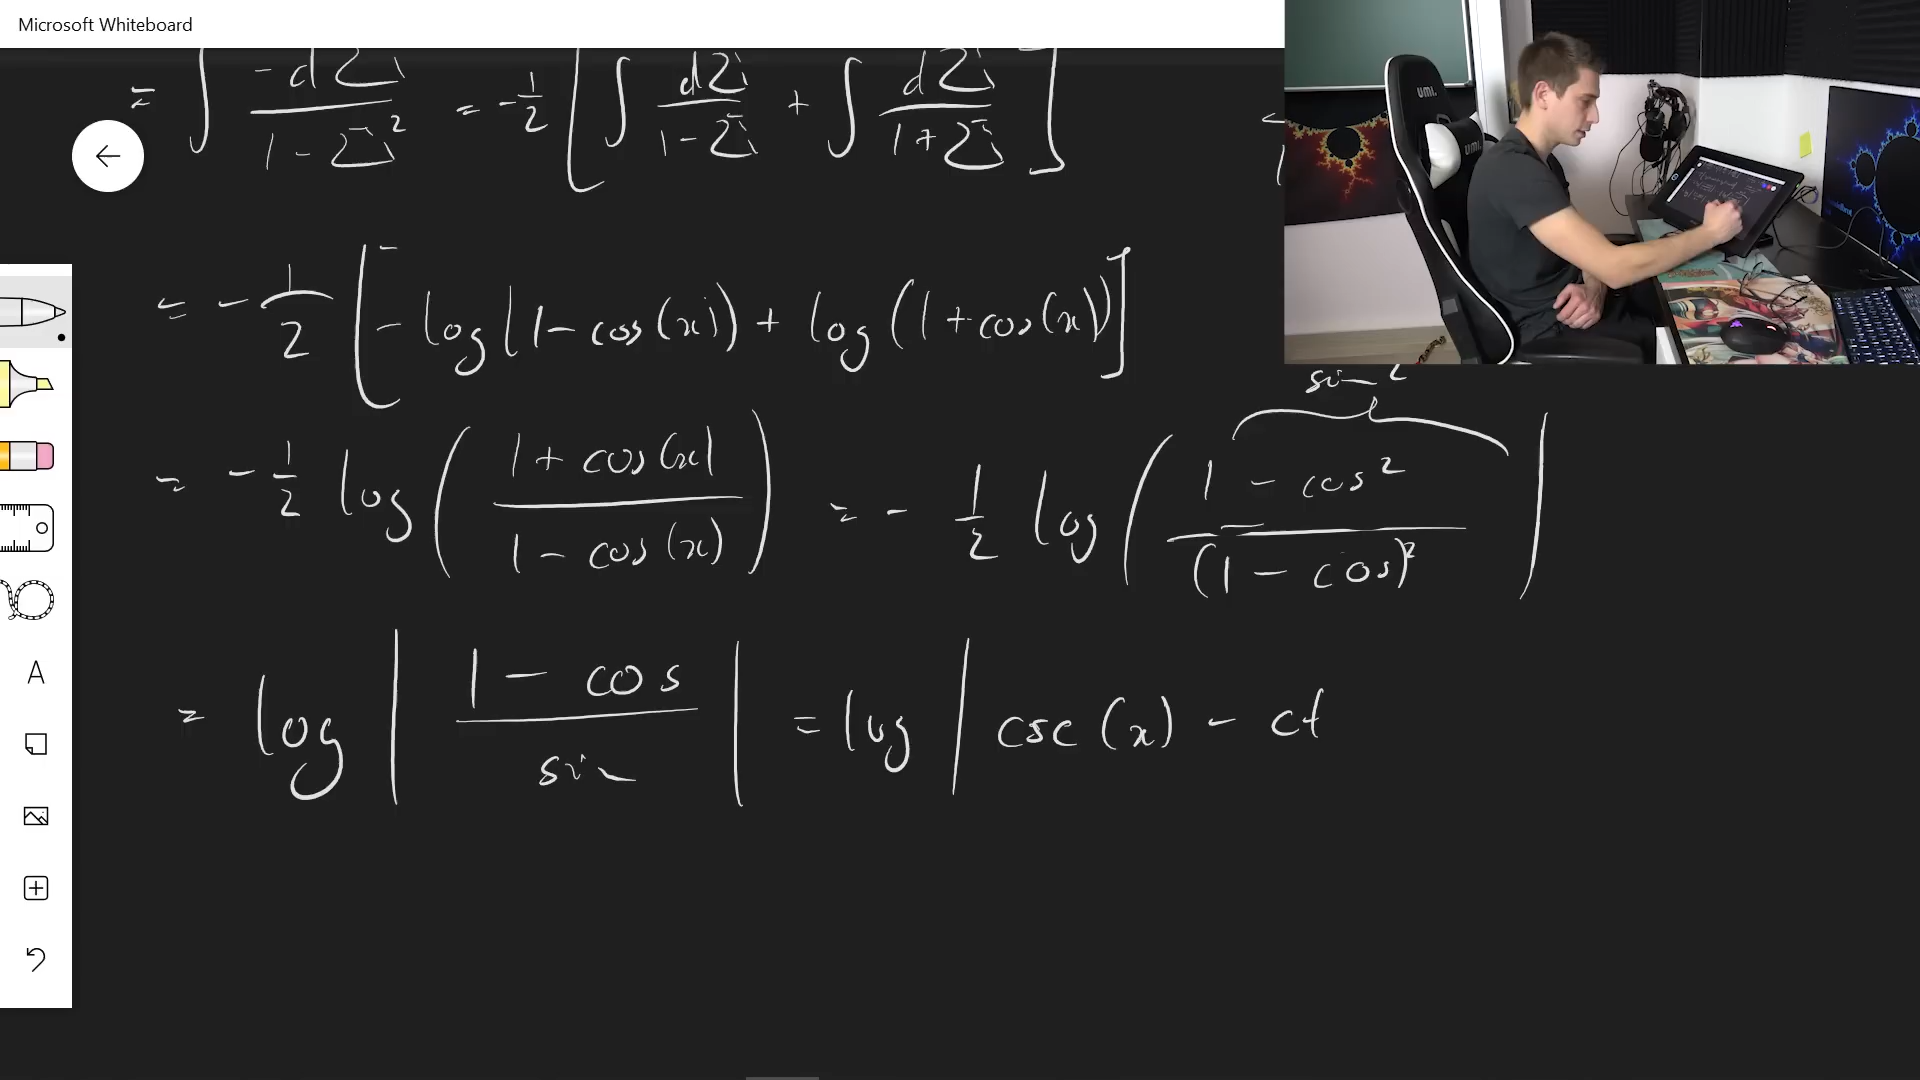 Microsoft Whiteboard
= ∫ -dz / 1 - z² = -1/2 [ ∫ dz / 1 - z + ∫ dz / 1 + z ]
= - 1/2 [ - log(1 - cos(x)) + log(1 + cos(x)) ]
sin²
= - 1/2 log( 1 + cos(x) / 1 - cos(x) ) = - 1/2 log( 1 - cos² / (1 - cos)² )
= log | 1 - cos / sin | = log | csc(x) - ct
umi.
umi.
A